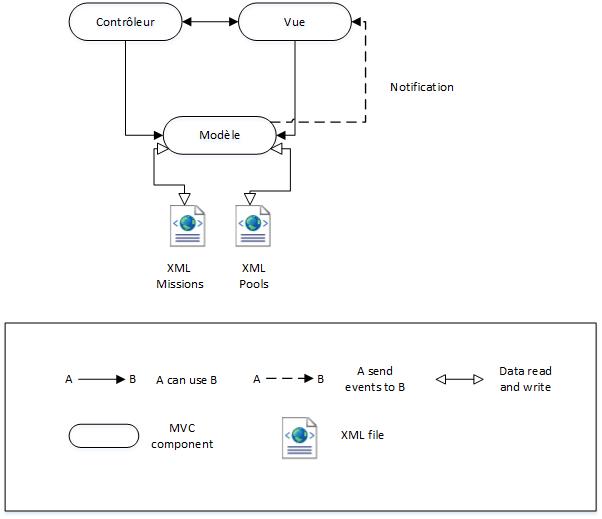 Contrôleur
Vue
Notification
Modèle
XML
Missions
XML
Pools
A
B
A can use B
A
B
A send
events to B
Data read
and write
MVC
component
XML file